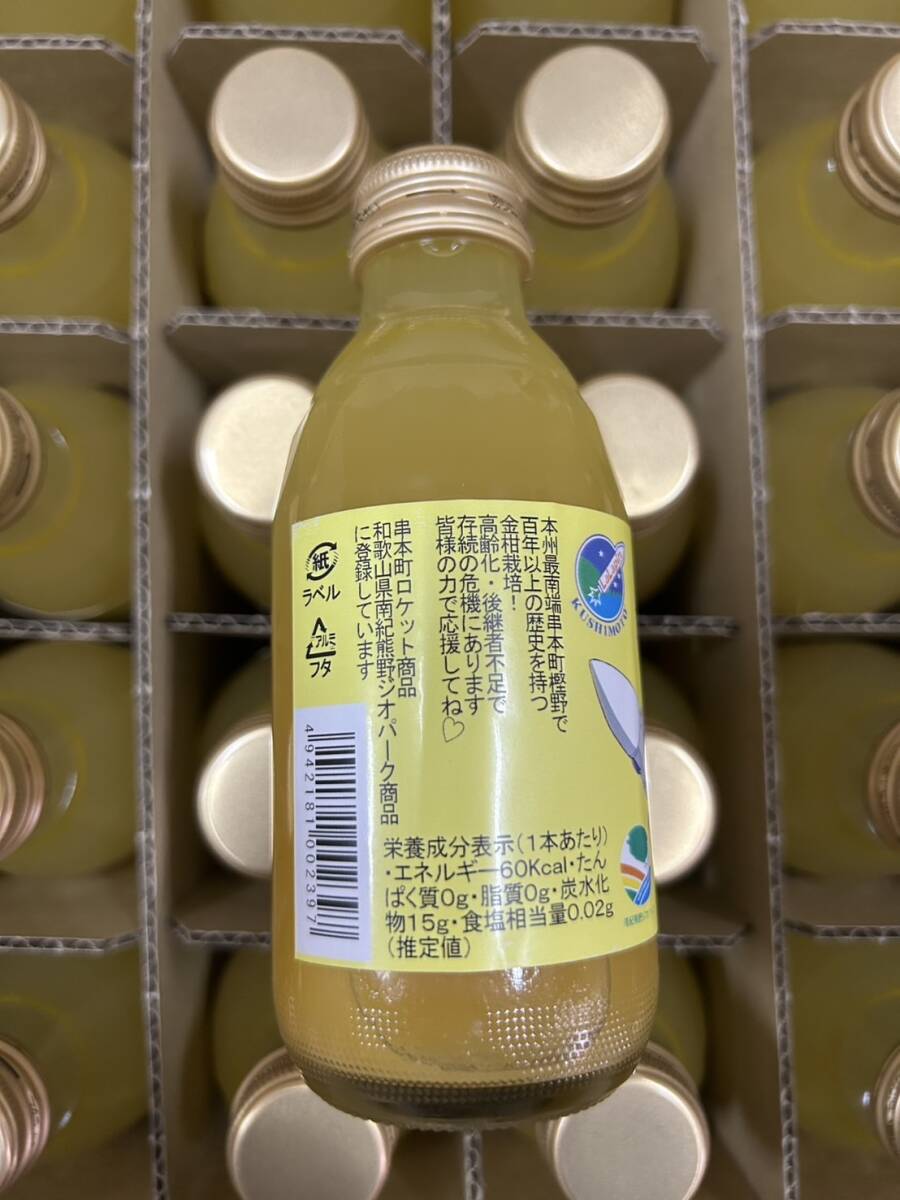 本州最南端串本町樫野で
百年以上の歴史を持つ
金柑栽培!
高齢化・後継者不足で
存続の危機にあります
皆様の力で応援してね♡
串本町ロケット商品
和歌山県南紀熊野ジオパーク商品
に登録しています
紙
ラベル
アルミ
フタ
KUSHIMOTO
4942181002397
栄養成分表示(1本あたり)
・エネルギー60Kcal・たん
ぱく質0g・脂質0g・炭水化
物15g・食塩相当量0.02g
(推定値)